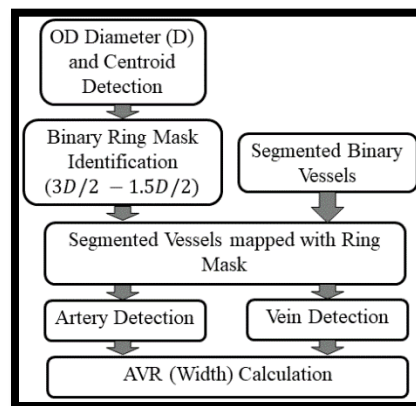 OD Diameter (D)
and Centroid
Detection
Binary Ring Mask
Identification
(3D/2 − 1.5D/2)
Segmented Binary
Vessels
Segmented Vessels mapped with Ring
Mask
Artery Detection
Vein Detection
AVR (Width) Calculation